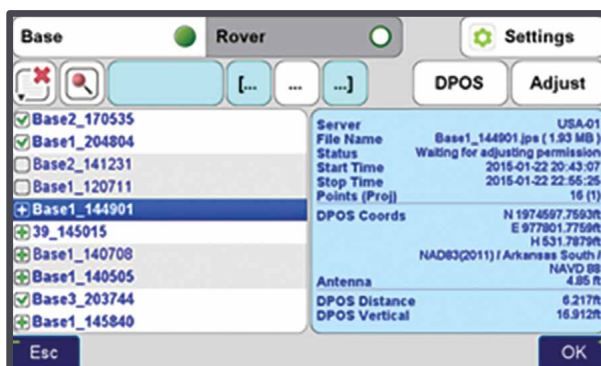 Base Rover Settings
[... ... ...] DPOS Adjust
Base2_170535
Base1_204804
Base2_141231
Base1_120711
Base1_144901
39_145015
Base1_140708
Base1_140505
Base3_203744
Base1_145840
Server USA-01
File Name Base1_144901.jps ( 1.93 MB )
Status Waiting for adjusting permission
Start Time 2015-01-22 20:43:07
Stop Time 2015-01-22 22:55:25
Points (Proj) 16 (1)
DPOS Coords N 1974597.7593ft
E 977801.7759ft
H 531.7879ft
NAD83(2011) / Arkansas South /
NAVD 88
Antenna 4.85 ft
DPOS Distance 6.217ft
DPOS Vertical 16.912ft
Esc OK